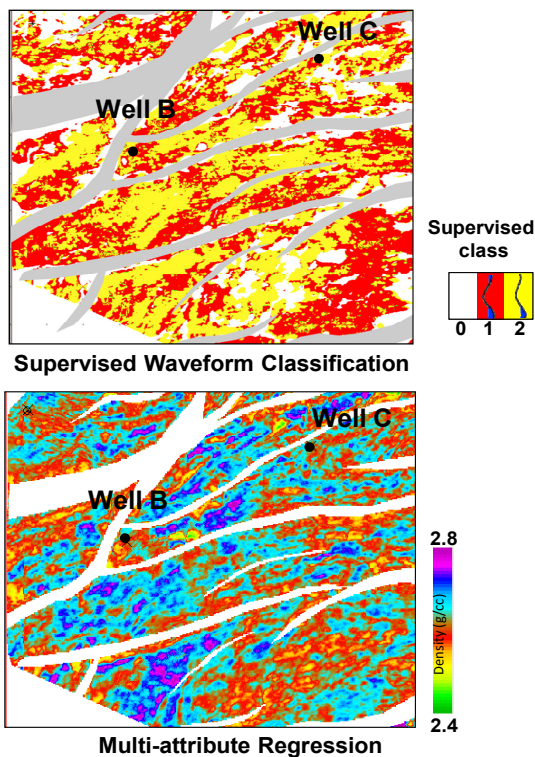 Well C
Well B
Supervised
class
0 1 2
Supervised Waveform Classification
Well C
Well B
2.8
Density (g/cc)
2.4
Multi-attribute Regression